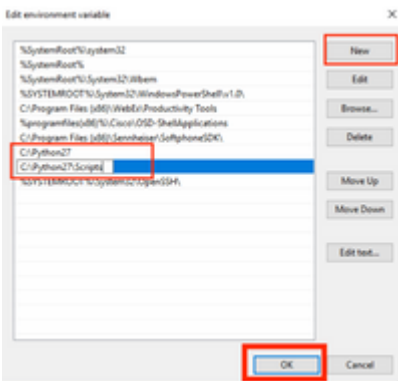 Edit environment variable
%SystemRoot%\system32
%SystemRoot%
%SystemRoot%\System32\Wbem
%SYSTEMROOT%\System32\WindowsPowerShell\v1.0\
C:\Program Files (x86)\WebEx\Productivity Tools
%programfiles(x86)%\Cisco\OSD-ShellApplications
C:\Program Files (x86)\Sennheiser\SoftphoneSDK\
C:\Python27
C:\Python27\Scripts
%SYSTEMROOT%\System32\OpenSSH\
New
Edit
Browse...
Delete
Move Up
Move Down
Edit text...
OK
Cancel